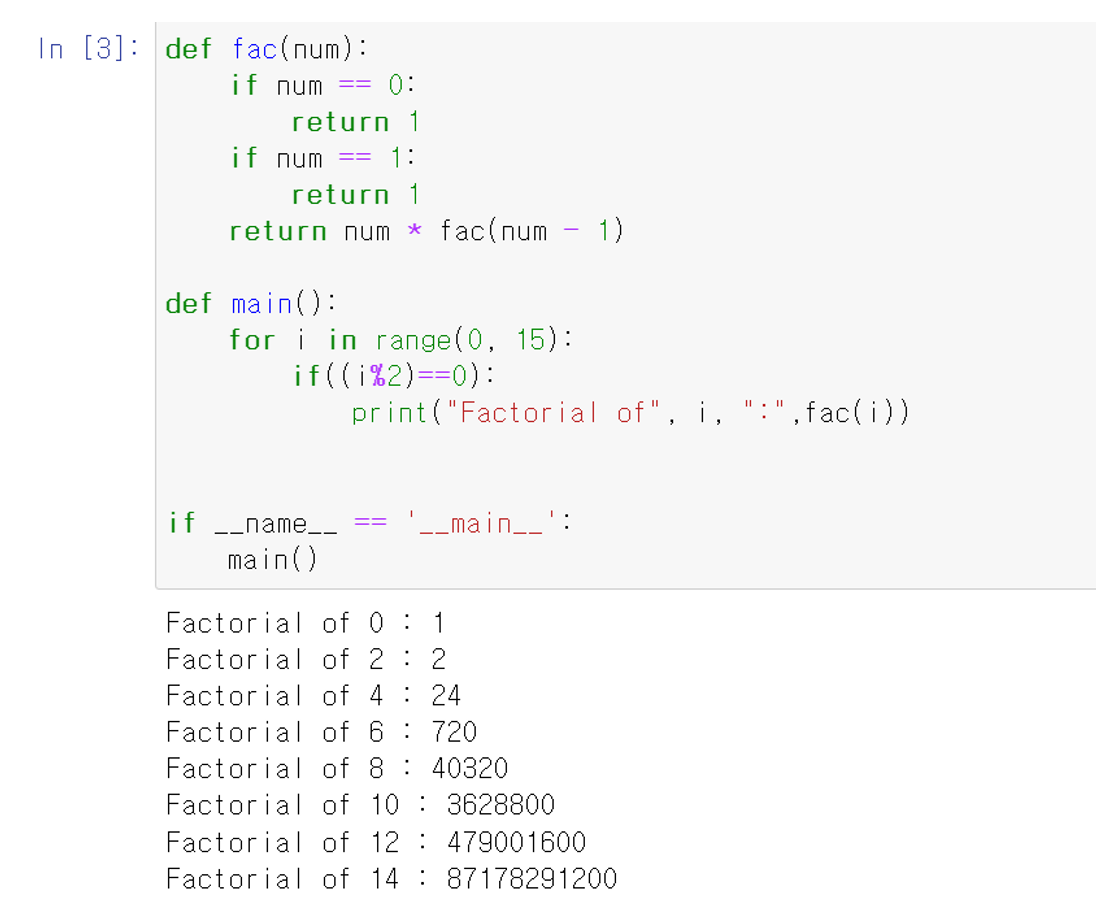 In [3]:
def fac(num):
    if num == 0:
        return 1
    if num == 1:
        return 1
    return num * fac(num - 1)

def main():
    for i in range(0, 15):
        if((i%2)==0):
            print("Factorial of", i, ":",fac(i))


if __name__ == '__main__':
    main()
Factorial of 0 : 1
Factorial of 2 : 2
Factorial of 4 : 24
Factorial of 6 : 720
Factorial of 8 : 40320
Factorial of 10 : 3628800
Factorial of 12 : 479001600
Factorial of 14 : 87178291200